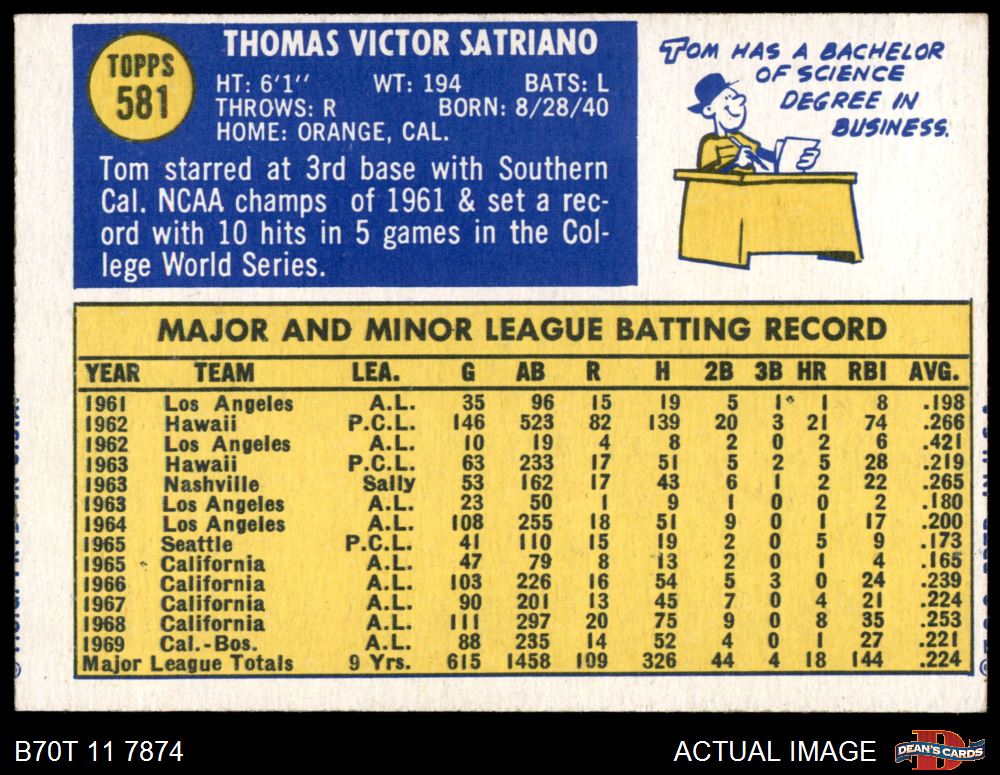 TOPPS
581
THOMAS VICTOR SATRIANO
HT: 6'1'' WT: 194 BATS: L
THROWS: R BORN: 8/28/40
HOME: ORANGE, CAL.
Tom starred at 3rd base with Southern
Cal. NCAA champs of 1961 & set a rec-
ord with 10 hits in 5 games in the Col-
lege World Series.
TOM HAS A BACHELOR
OF SCIENCE
DEGREE IN
BUSINESS.
MAJOR AND MINOR LEAGUE BATTING RECORD
YEAR TEAM LEA. G AB R H 2B 3B HR RBI AVG.
1961 Los Angeles A.L. 35 96 15 19 5 1 1 8 .198
1962 Hawaii P.C.L. 146 523 82 139 20 3 21 74 .266
1962 Los Angeles A.L. 10 19 4 8 2 0 2 6 .421
1963 Hawaii P.C.L. 63 233 17 51 5 2 5 28 .219
1963 Nashville Sally 53 162 17 43 6 1 2 22 .265
1963 Los Angeles A.L. 23 50 1 9 1 0 0 2 .180
1964 Los Angeles A.L. 108 255 18 51 9 0 1 17 .200
1965 Seattle P.C.L. 41 110 15 19 2 0 5 9 .173
1965 California A.L. 47 79 8 13 2 0 1 4 .165
1966 California A.L. 103 226 16 54 5 3 0 24 .239
1967 California A.L. 90 201 13 45 7 0 4 21 .224
1968 California A.L. 111 297 20 75 9 0 8 35 .253
1969 Cal.-Bos. A.L. 88 235 14 52 4 0 1 27 .221
Major League Totals 9 Yrs. 615 1458 109 326 44 4 18 144 .224
B70T 11 7874
ACTUAL IMAGE
DEAN'S CARDS